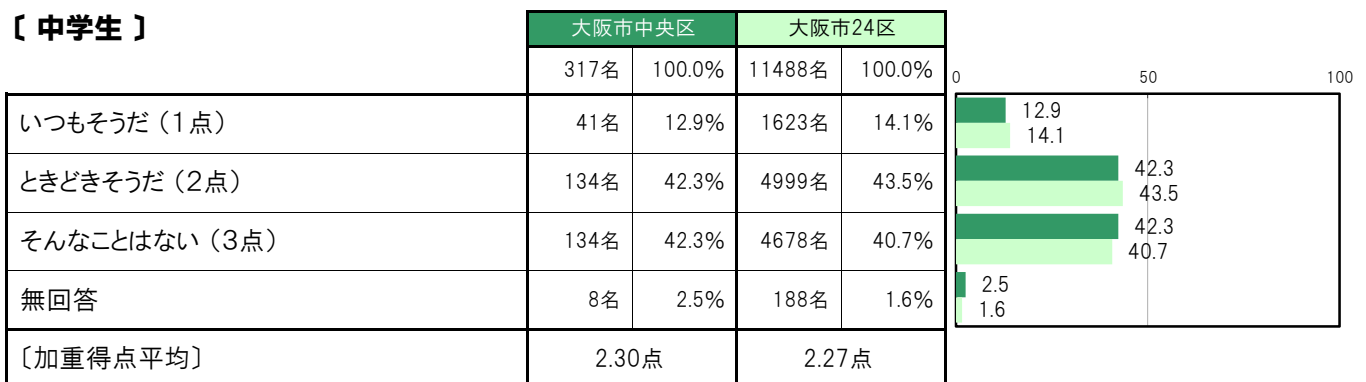 〔 中学生 〕
大阪市中央区 大阪市24区
317名 100.0% 11488名 100.0%
0 50 100
いつもそうだ（1点） 41名 12.9% 1623名 14.1%
12.9
14.1
ときどきそうだ（2点） 134名 42.3% 4999名 43.5%
42.3
43.5
そんなことはない（3点） 134名 42.3% 4678名 40.7%
42.3
40.7
無回答 8名 2.5% 188名 1.6%
2.5
1.6
〔加重得点平均〕 2.30点 2.27点